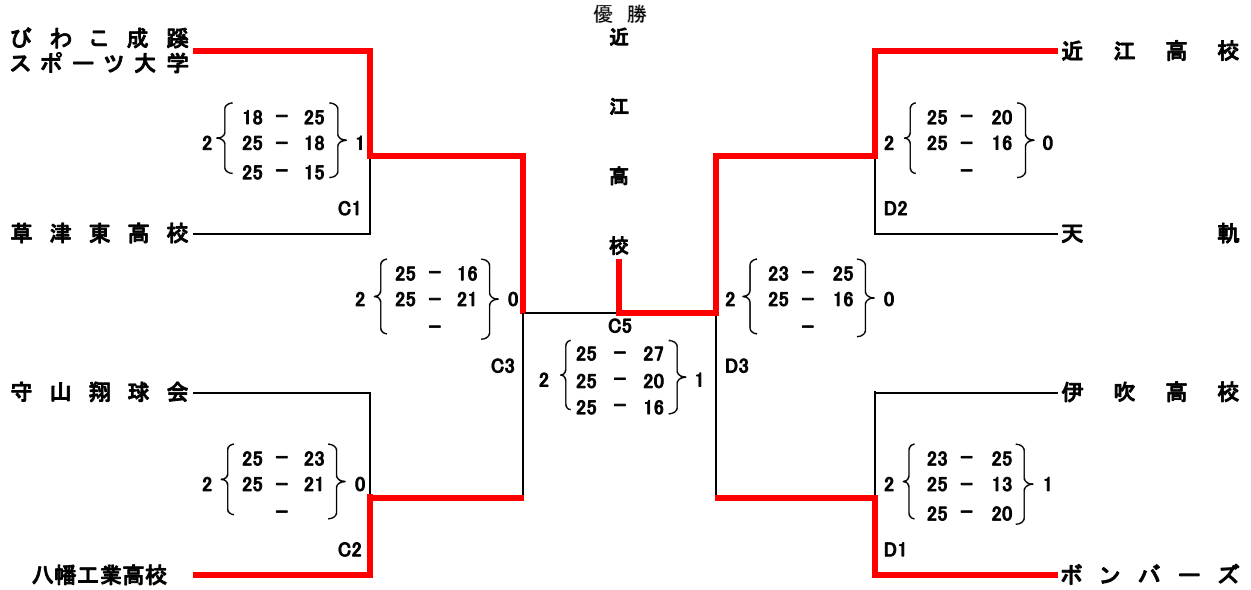 優 勝
近江高校
びわこ成蹊
スポーツ大学
18 － 25
2 25 － 18 1
25 － 15
C1
草津東高校
25 － 16
2 25 － 21 0
－
C3
守山翔球会
25 － 23
2 25 － 21 0
－
C2
八幡工業高校
C5
25 － 27
2 25 － 20 1
25 － 16
近江高校
25 － 20
2 25 － 16 0
－
D2
天軌
23 － 25
2 25 － 16 0
－
D3
伊吹高校
23 － 25
2 25 － 13 1
25 － 20
D1
ボンバーズ